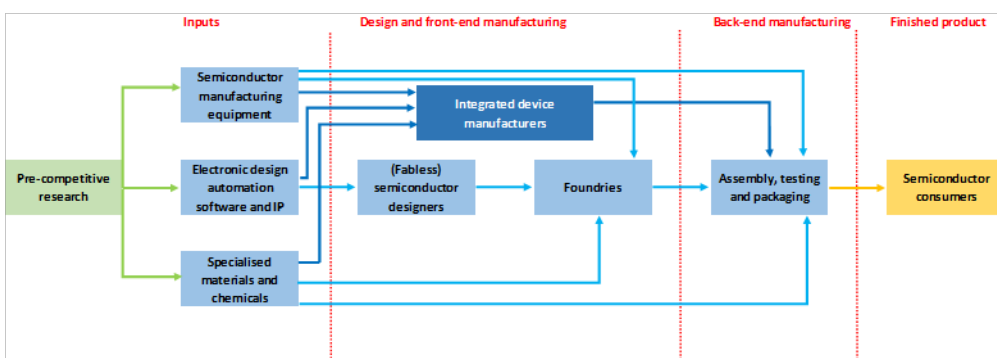 Inputs
Design and front-end manufacturing
Back-end manufacturing
Finished product
Semiconductor
manufacturing
equipment
Integrated device
manufacturers
Pre-competitive
research
Electronic design
automation
software and IP
(Fabless)
semiconductor
designers
Foundries
Assembly, testing
and packaging
Semiconductor
consumers
Specialised
materials and
chemicals